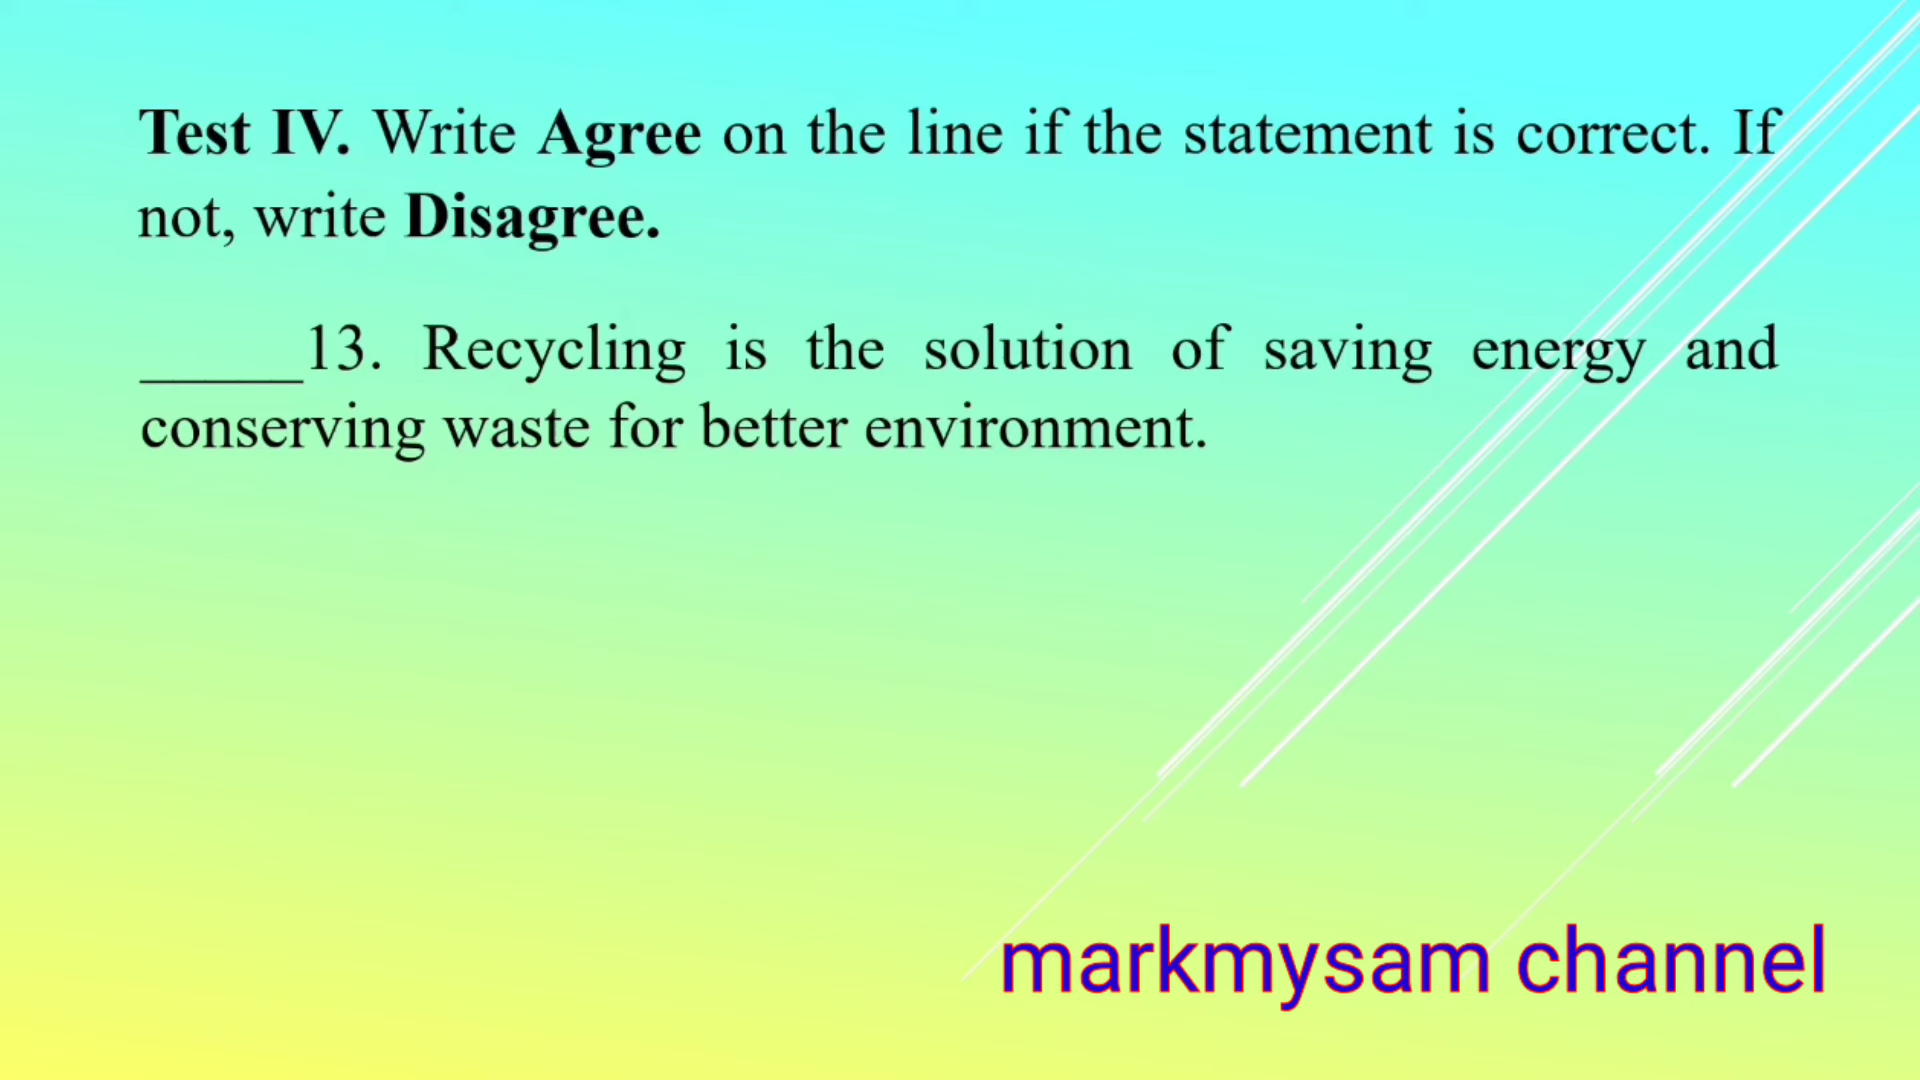 Test IV. Write Agree on the line if the statement is correct. If
not, write Disagree.
_____13. Recycling is the solution of saving energy and
conserving waste for better environment.
markmysam channel